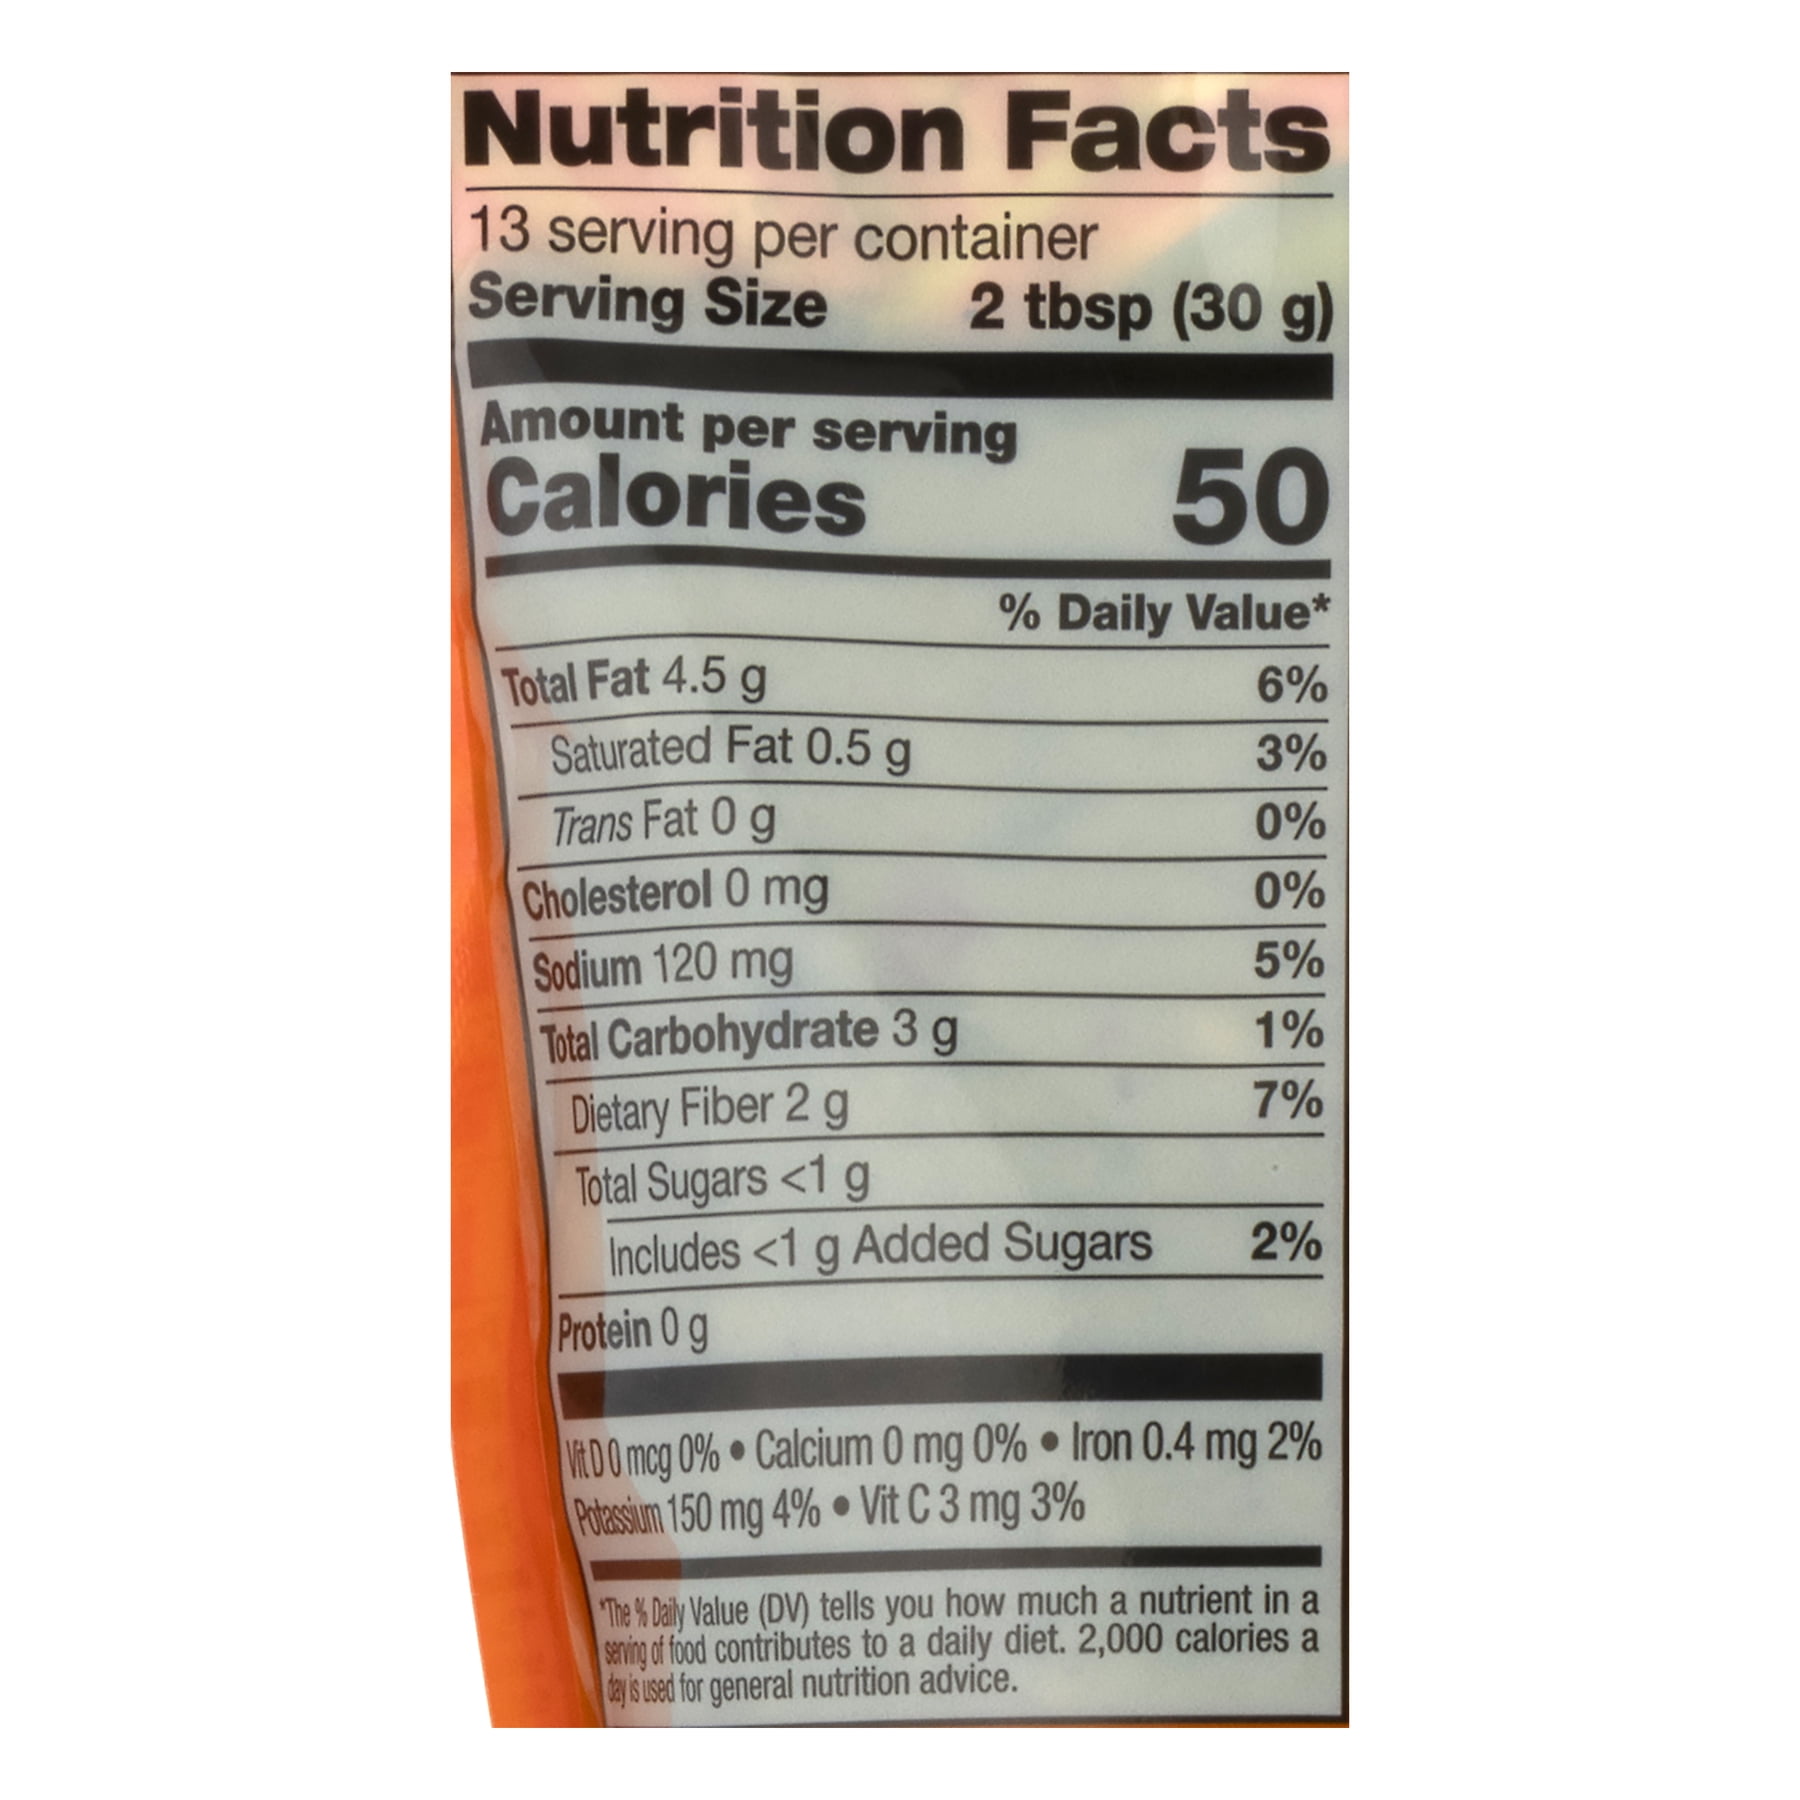 Nutrition Facts
13 serving per container
Serving Size 2 tbsp (30 g)
Amount per serving
Calories 50
% Daily Value*
Total Fat 4.5 g 6%
Saturated Fat 0.5 g 3%
Trans Fat 0 g 0%
Cholesterol 0 mg 0%
Sodium 120 mg 5%
Total Carbohydrate 3 g 1%
Dietary Fiber 2 g 7%
Total Sugars <1 g
Includes <1 g Added Sugars 2%
Protein 0 g
Vit D 0 mcg 0% • Calcium 0 mg 0% • Iron 0.4 mg 2%
Potassium 150 mg 4% • Vit C 3 mg 3%
*The % Daily Value (DV) tells you how much a nutrient in a
serving of food contributes to a daily diet. 2,000 calories a
day is used for general nutrition advice.